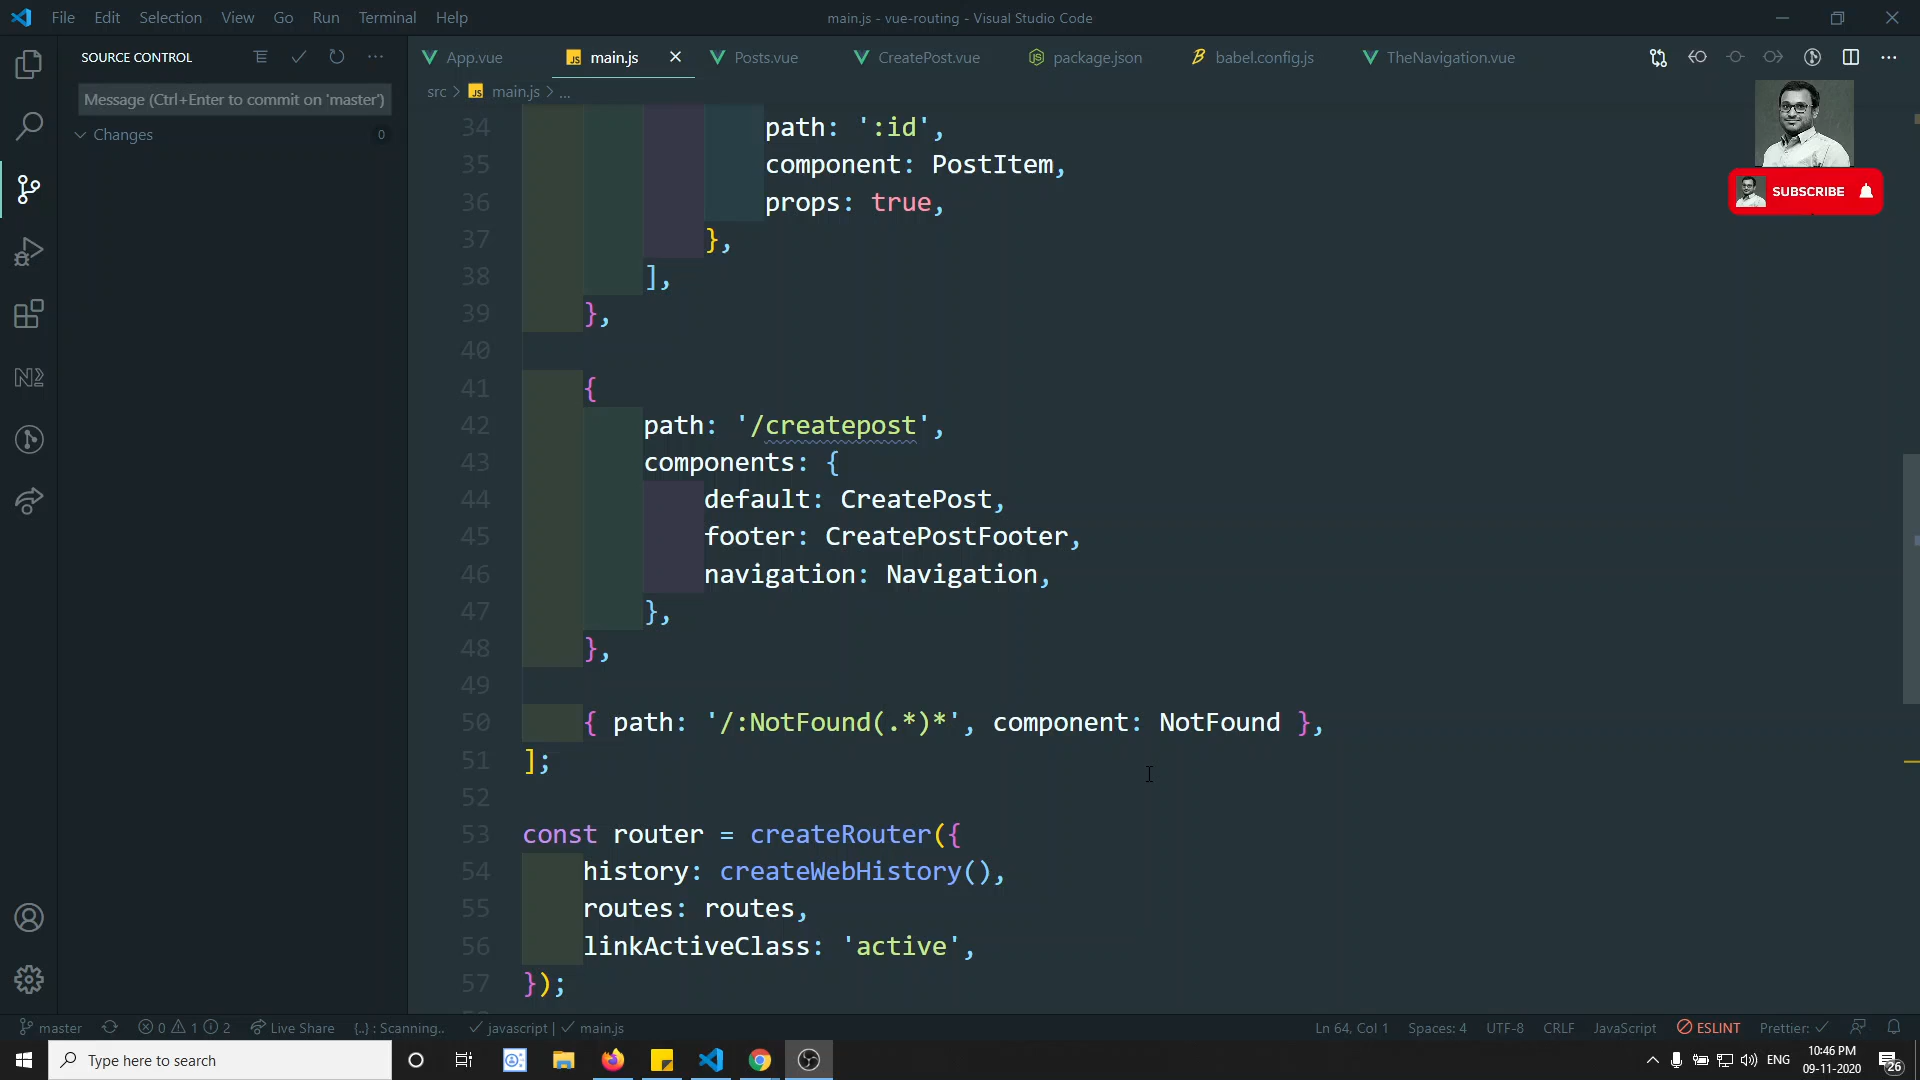 File Edit Selection View Go Run Terminal Help
main.js - vue-routing - Visual Studio Code
SOURCE CONTROL
App.vue main.js Posts.vue CreatePost.vue package.json babel.config.js TheNavigation.vue
src > JS main.js > ...
Message (Ctrl+Enter to commit on 'master')
Changes 0
34 path: ':id',
35 component: PostItem,
36 props: true,
37 },
38 ],
39 },
40
41 {
42 path: '/createpost',
43 components: {
44 default: CreatePost,
45 footer: CreatePostFooter,
46 navigation: Navigation,
47 },
48 },
49
50 { path: '/:NotFound(.*)*', component: NotFound },
51 ];
52
53 const router = createRouter({
54 history: createWebHistory(),
55 routes: routes,
56 linkActiveClass: 'active',
57 });
SUBSCRIBE
master 0 1 2 Live Share {..} : Scanning.. javascript | main.js Ln 64, Col 1 Spaces: 4 UTF-8 CRLF JavaScript ESLINT Prettier:
Type here to search
ENG
10:46 PM
09-11-2020
26